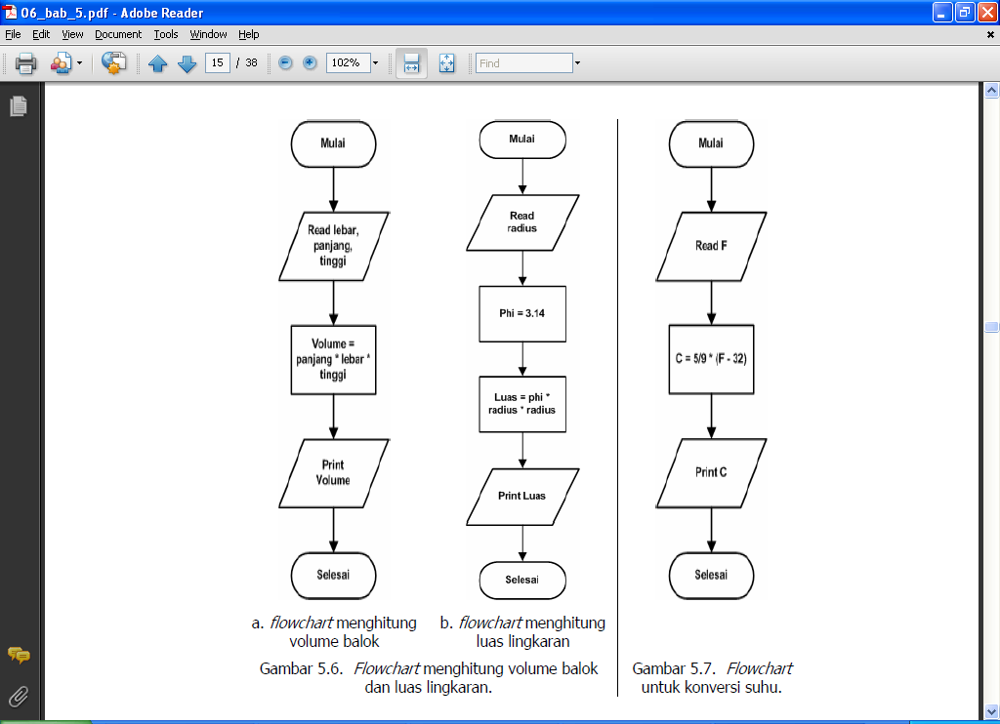 06_bab_5.pdf - Adobe Reader
File Edit View Document Tools Window Help
15 / 38 102% Find
Mulai
Read lebar,
panjang,
tinggi
Volume =
panjang * lebar *
tinggi
Print
Volume
Selesai
a. flowchart menghitung
volume balok
Mulai
Read
radius
Phi = 3.14
Luas = phi *
radius * radius
Print Luas
Selesai
b. flowchart menghitung
luas lingkaran
Gambar 5.6. Flowchart menghitung volume balok
dan luas lingkaran.
Mulai
Read F
C = 5/9 * (F - 32)
Print C
Selesai
Gambar 5.7. Flowchart
untuk konversi suhu.